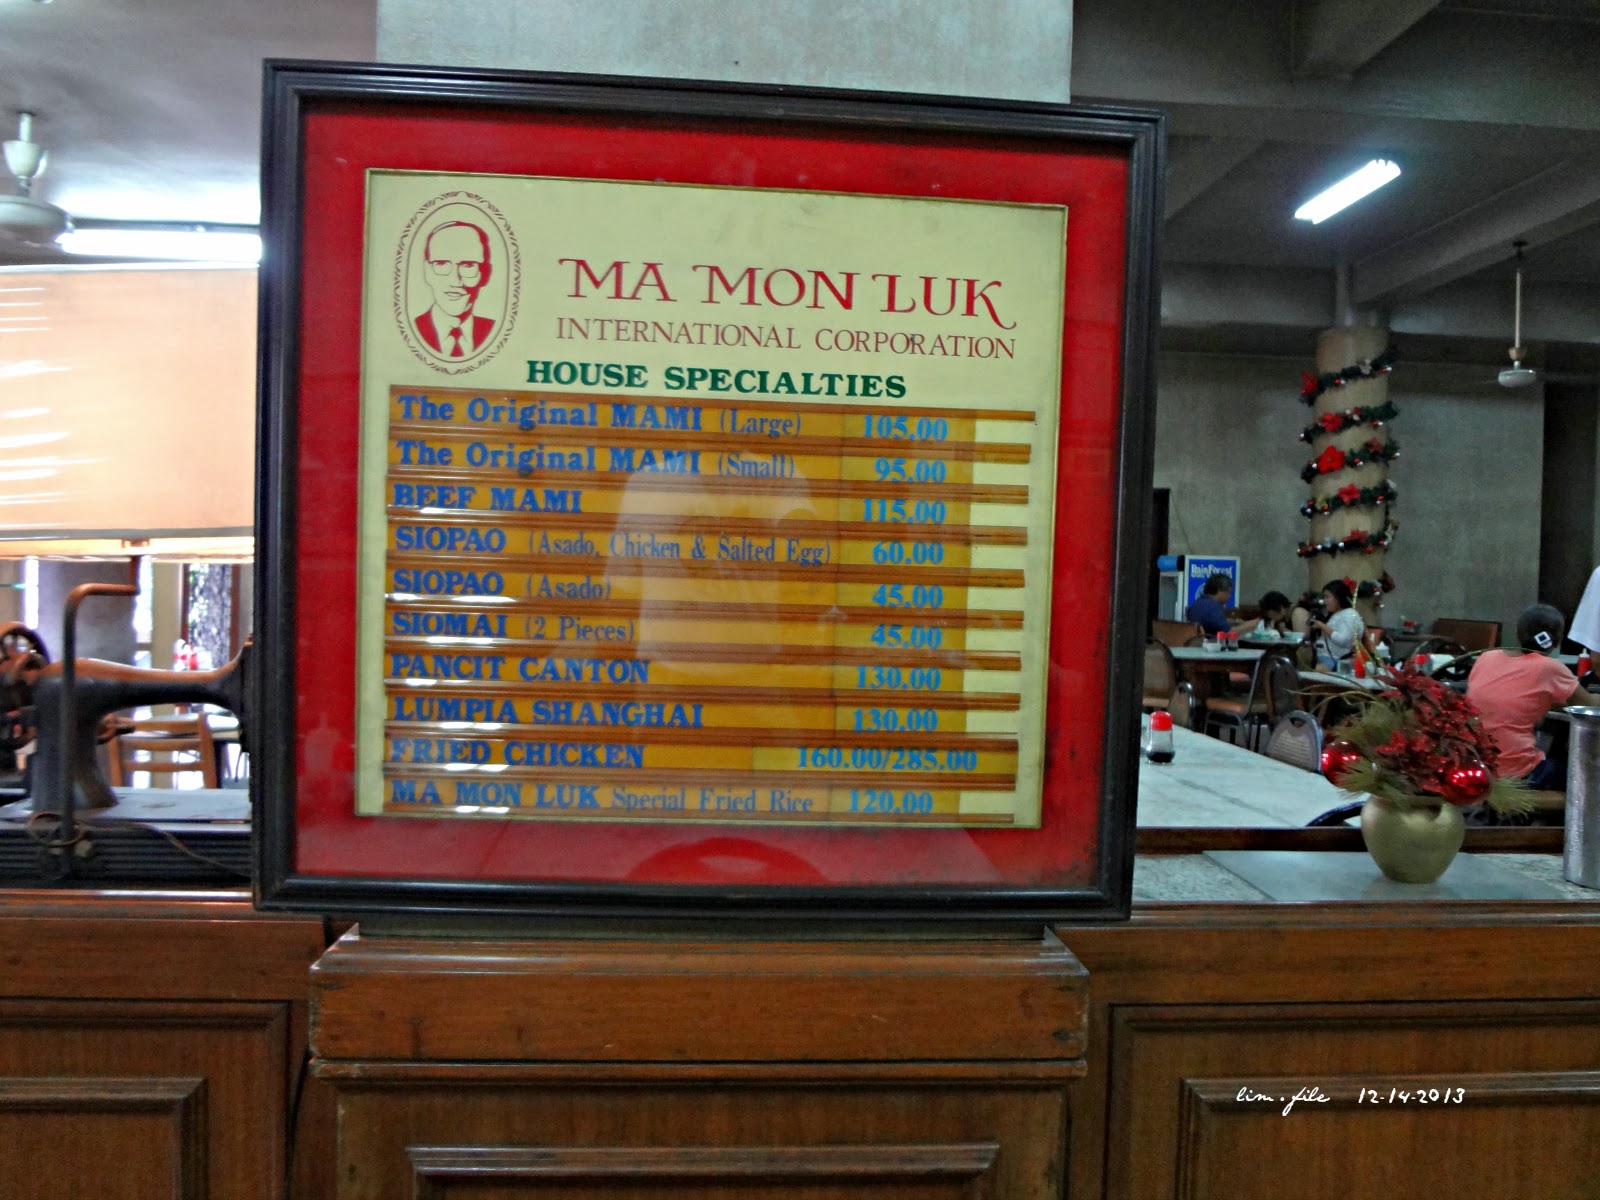 MA MON LUK
INTERNATIONAL CORPORATION
HOUSE SPECIALTIES
The Original MAMI (Large) 105.00
The Original MAMI (Small) 95.00
BEEF MAMI 115.00
SIOPAO (Asado, Chicken & Salted Egg) 60.00
SIOPAO (Asado) 45.00
SIOMAI (2 Pieces) 45.00
PANCIT CANTON 130.00
LUMPIA SHANGHAI 130.00
FRIED CHICKEN 160.00/285.00
MA MON LUK Special Fried Rice 120.00
RainForest
lim.file 12-14-2013